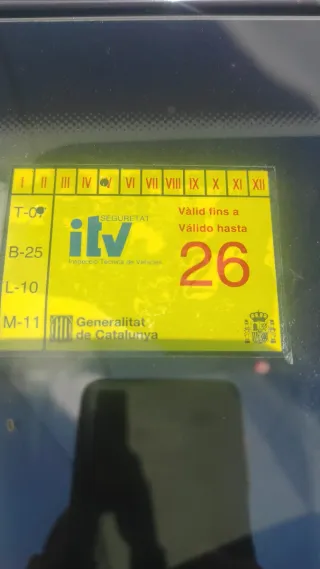 I II III IV V VI VII VIII IX X XI XII
T-07
SEGURETAT
Vàlid fins a
itv
Válido hasta
B-25
Inspecció Tècnica de Vehicles
26
L-10
M-11
Generalitat
de Catalunya